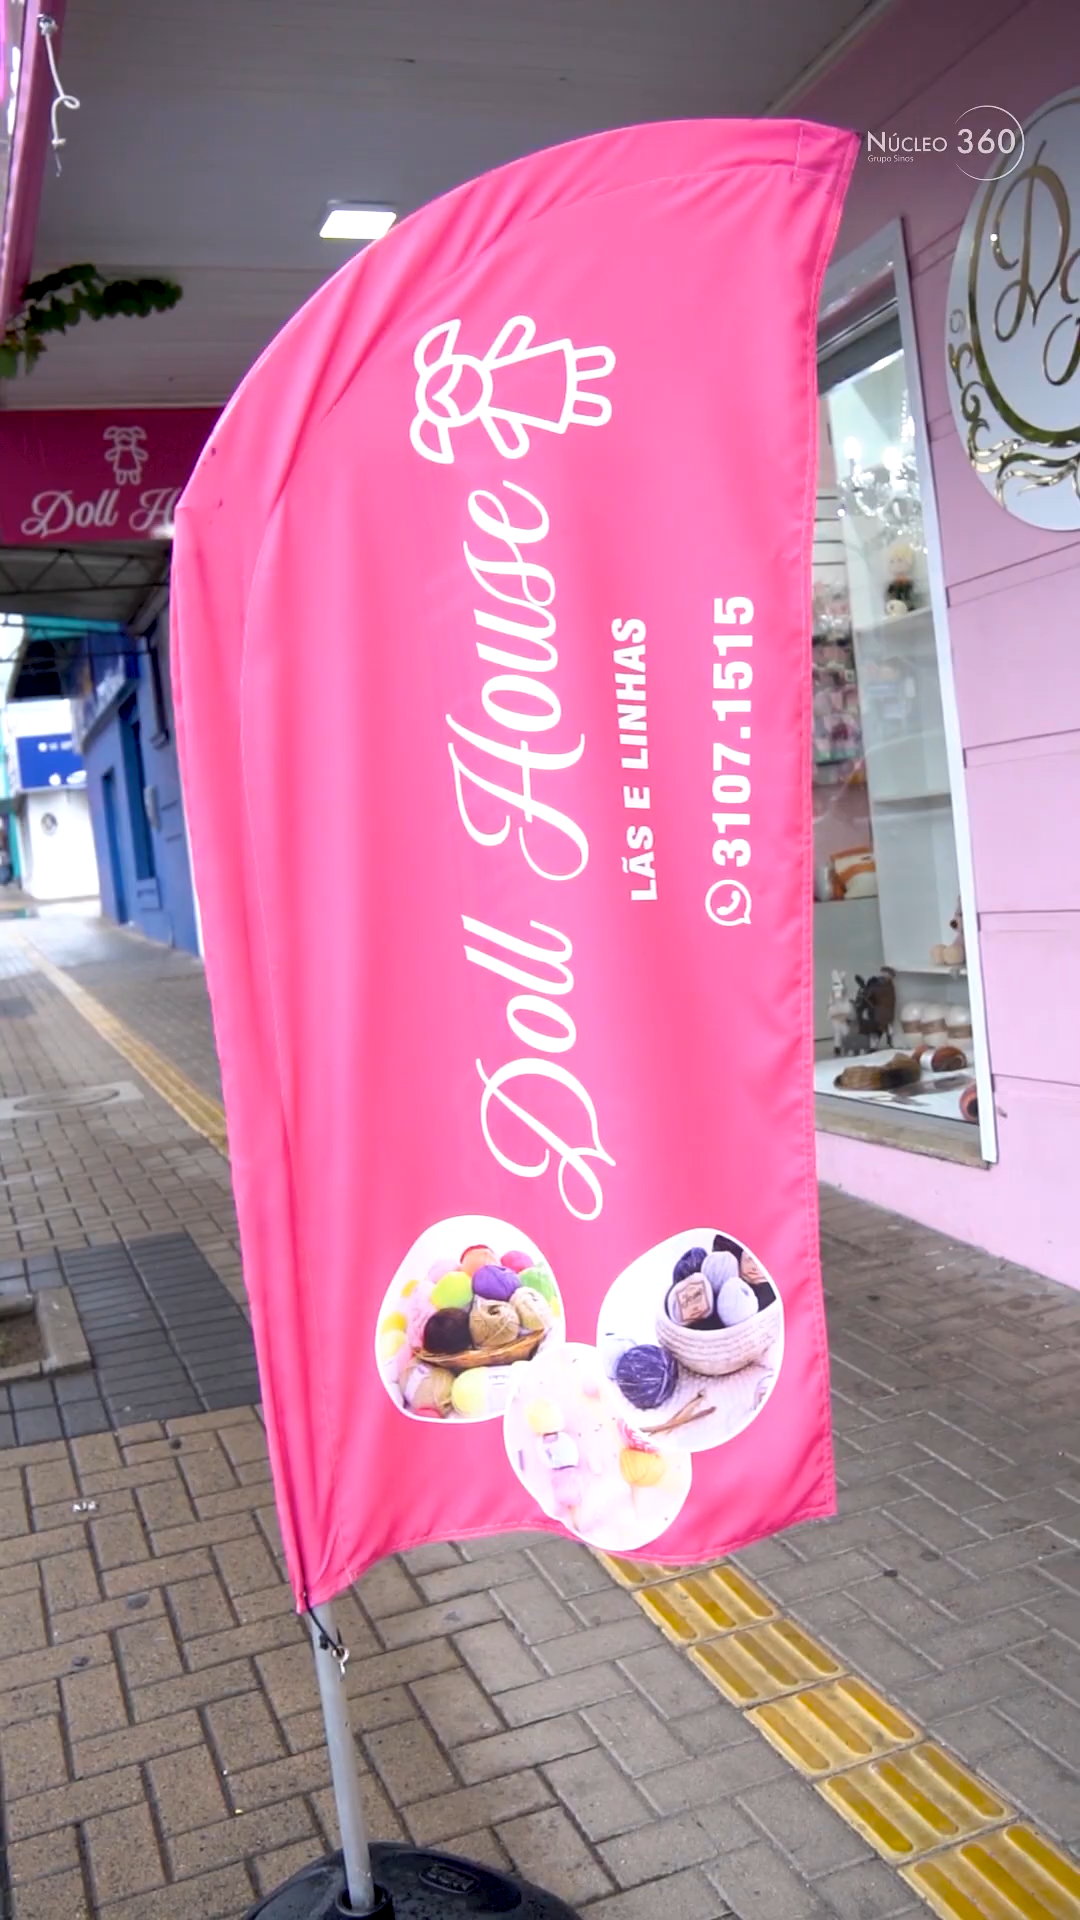 NÚCLEO 360
Grupo Sinos
Doll House
LÃS E LINHAS
3107.1515
Doll H